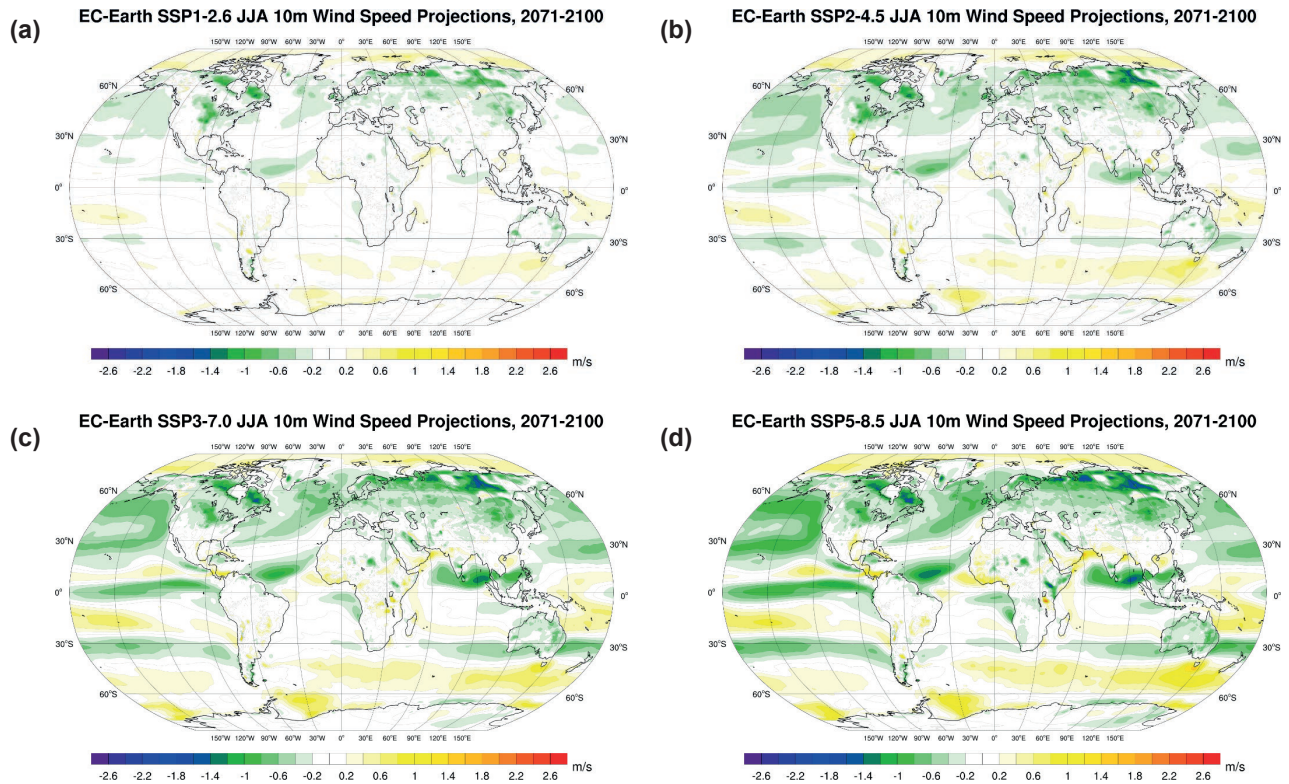 (a)
EC-Earth SSP1-2.6 JJA 10m Wind Speed Projections, 2071-2100
150°W 120°W 90°W 60°W 30°W 0° 30°E 60°E 90°E 120°E 150°E
60°N
30°N 30°N
0° 0°
30°S 30°S
60°S 60°S
150°W 120°W 90°W 60°W 30°W 0° 30°E 60°E 90°E 120°E 150°E
m/s
-2.6 -2.2 -1.8 -1.4 -1 -0.6 -0.2 0.2 0.6 1 1.4 1.8 2.2 2.6
(b)
EC-Earth SSP2-4.5 JJA 10m Wind Speed Projections, 2071-2100
150°W 120°W 90°W 60°W 30°W 0° 30°E 60°E 90°E 120°E 150°E
60°N 60°N
30°N 30°N
0° 0°
30°S 30°S
60°S 60°S
150°W 120°W 90°W 60°W 30°W 0° 30°E 60°E 90°E 120°E 150°E
m/s
-2.6 -2.2 -1.8 -1.4 -1 -0.6 -0.2 0.2 0.6 1 1.4 1.8 2.2 2.6
(c)
EC-Earth SSP3-7.0 JJA 10m Wind Speed Projections, 2071-2100
150°W 120°W 90°W 60°W 30°W 0° 30°E 60°E 90°E 120°E 150°E
60°N 60°N
30°N 30°N
0° 0°
30°S 30°S
60°S 60°S
150°W 120°W 90°W 60°W 30°W 0° 30°E 60°E 90°E 120°E 150°E
m/s
-2.6 -2.2 -1.8 -1.4 -1 -0.6 -0.2 0.2 0.6 1 1.4 1.8 2.2 2.6
(d)
EC-Earth SSP5-8.5 JJA 10m Wind Speed Projections, 2071-2100
150°W 120°W 90°W 60°W 30°W 0° 30°E 60°E 90°E 120°E 150°E
60°N 60°N
30°N 30°N
0° 0°
30°S 30°S
60°S 60°S
150°W 120°W 90°W 60°W 30°W 0° 30°E 60°E 90°E 120°E 150°E
m/s
-2.6 -2.2 -1.8 -1.4 -1 -0.6 -0.2 0.2 0.6 1 1.4 1.8 2.2 2.6